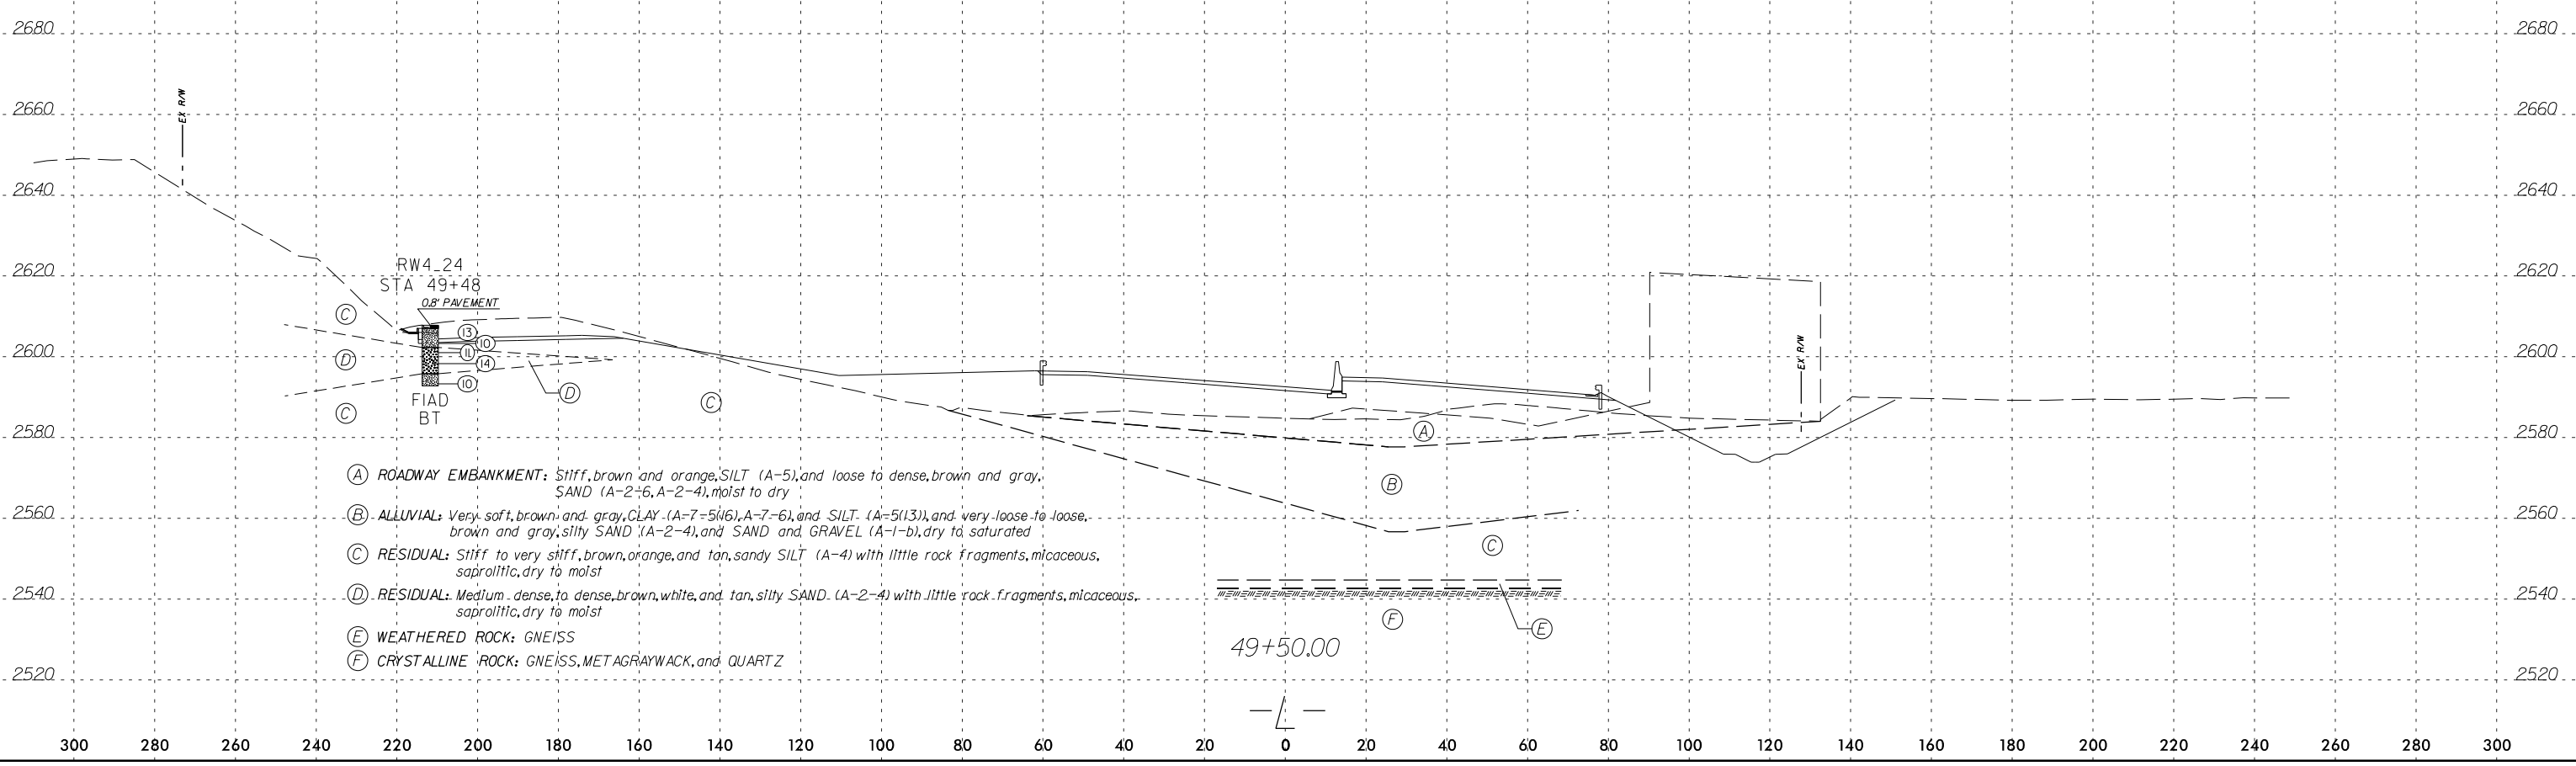 2680 2680
EX R/W
2660 2660
2640 2640
2620 2620
RW4_24
STA 49+48
0.8' PAVEMENT
C
13
10
EX R/W
2600 2600
11
D
14
10
D
C
FIAD
BT
C
A
2580 2580
A ROADWAY EMBANKMENT: Stiff, brown and orange, SILT (A-5), and loose to dense, brown and gray,
SAND (A-2-6, A-2-4), moist to dry
B
2560 2560
B ALLUVIAL: Very soft, brown and gray, CLAY (A-7-5(16), A-7-6), and SILT (A-5(13)), and very loose to loose,
brown and gray, silty SAND (A-2-4), and SAND and GRAVEL (A-1-b), dry to saturated
C
C RESIDUAL: Stiff to very stiff, brown, orange, and tan, sandy SILT (A-4) with little rock fragments, micaceous,
saprolitic, dry to moist
2540 2540
D RESIDUAL: Medium dense, to dense, brown, white, and tan, silty SAND (A-2-4) with little rock fragments, micaceous,
saprolitic, dry to moist
F
E
E WEATHERED ROCK: GNEISS
49+50.00
F CRYSTALLINE ROCK: GNEISS, METAGRAYWACK, and QUARTZ
2520 2520
L
300 280 260 240 220 200 180 160 140 120 100 80 60 40 20 0 20 40 60 80 100 120 140 160 180 200 220 240 260 280 300